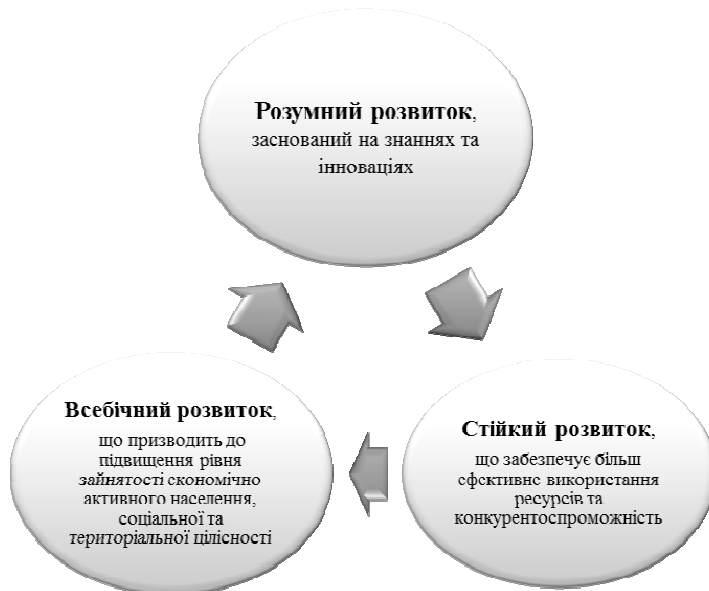 Розумний розвиток,
заснований на знаннях та
інноваціях
Всебічний розвиток,
що призводить до
підвищення рівня
зайнятості економічно
активного населення,
соціальної та
територіальної цілісності
Стійкий розвиток,
що забезпечує більш
ефективне використання
ресурсів та
конкурентоспроможність